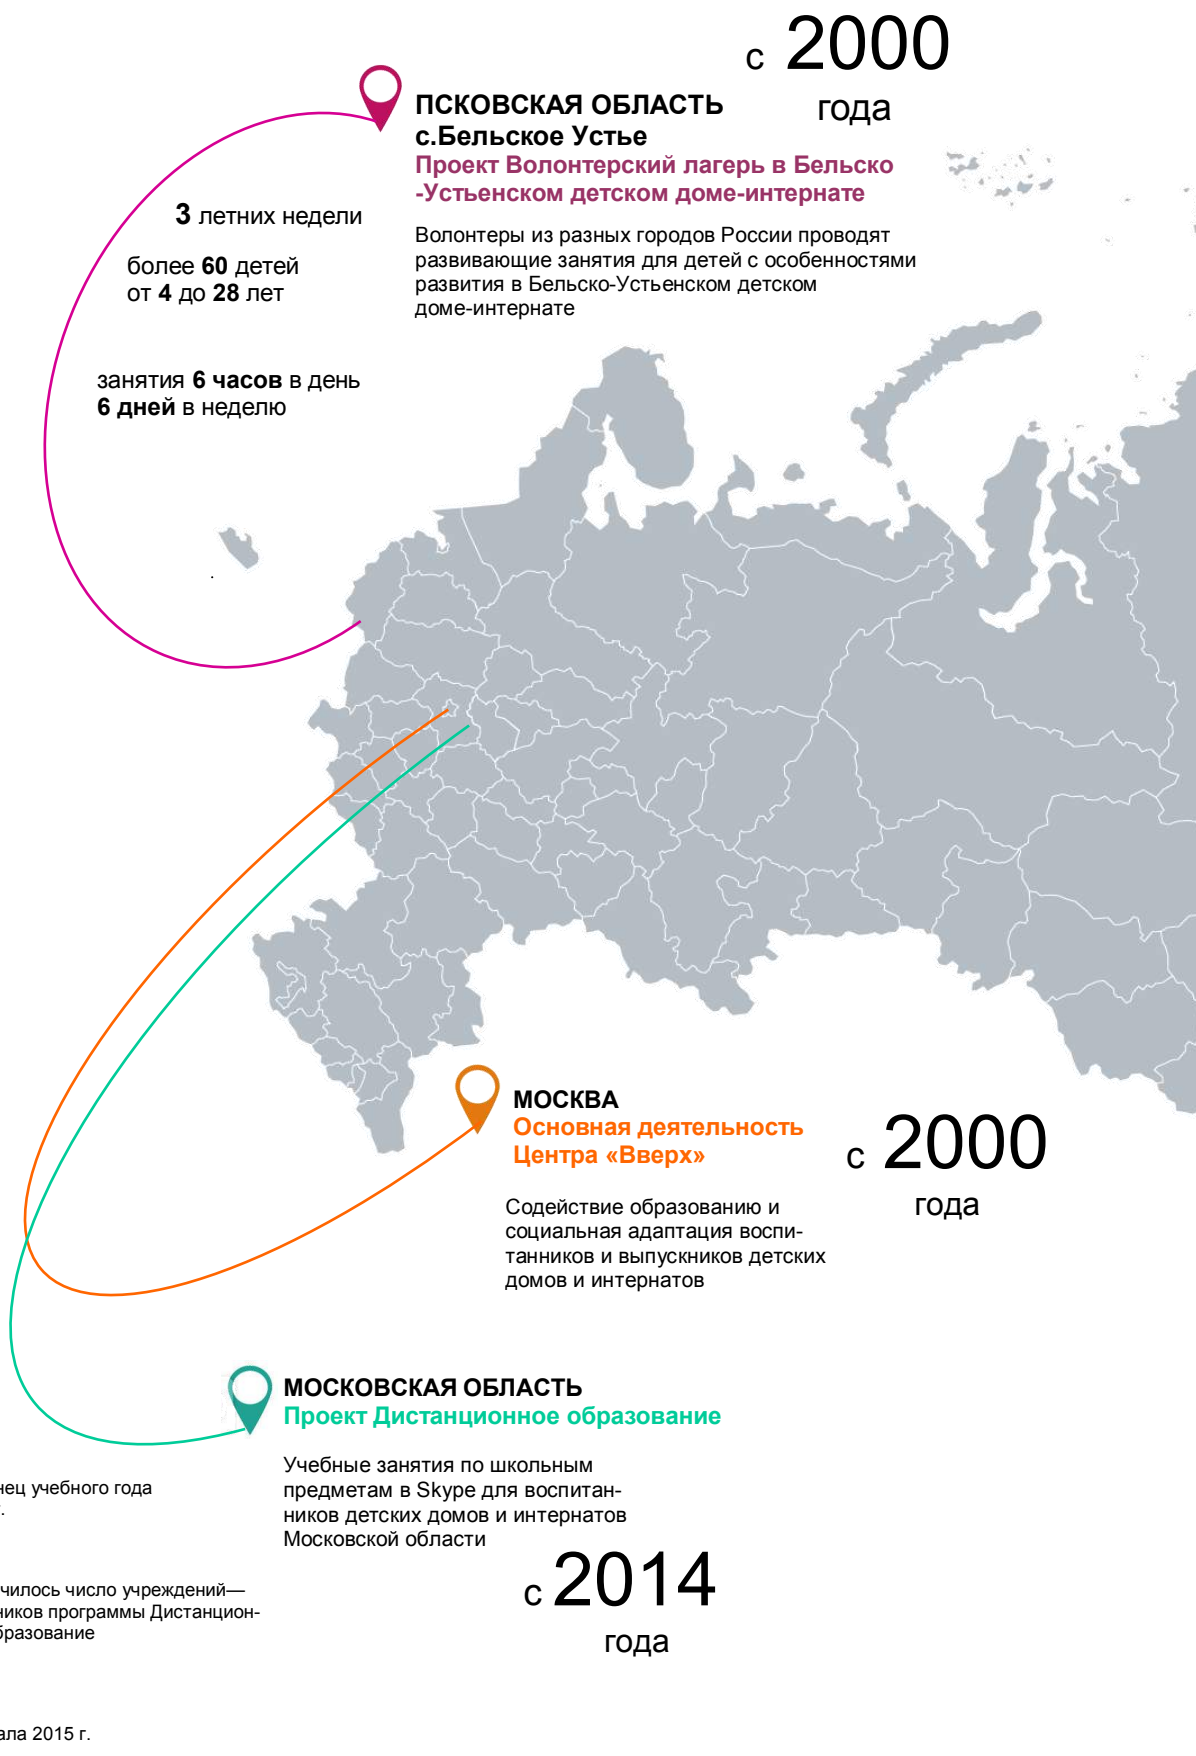 с 2000
года
ПСКОВСКАЯ ОБЛАСТЬ
с.Бельское Устье
Проект Волонтерский лагерь в Бельско
-Устьенском детском доме-интернате
Волонтеры из разных городов России проводят
развивающие занятия для детей с особенностями
развития в Бельско-Устьенском детском
доме-интернате
3 летних недели
более 60 детей
от 4 до 28 лет
занятия 6 часов в день
6 дней в неделю
МОСКВА
Основная деятельность
Центра «Вверх»
с 2000
года
Содействие образованию и
социальная адаптация воспи-
танников и выпускников детских
домов и интернатов
МОСКОВСКАЯ ОБЛАСТЬ
Проект Дистанционное образование
Учебные занятия по школьным
предметам в Skype для воспитан-
ников детских домов и интернатов
Московской области
с 2014
года
нец учебного года
г.
чилось число учреждений—
ников программы Дистанцион-
бразование
ала 2015 г.